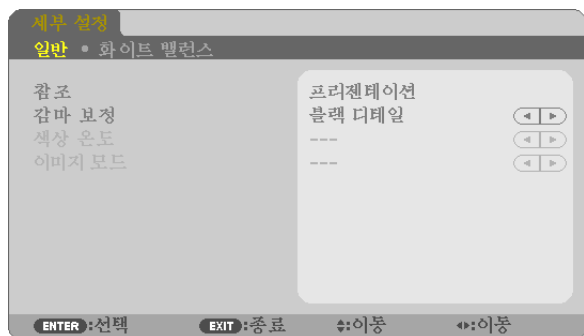 세부 설정
일반 • 화이트 밸런스
참조 프리젠테이션
감마 보정 블랙 디테일
색상 온도 ---
이미지 모드 ---
ENTER:선택 EXIT:종료 :이동 :이동